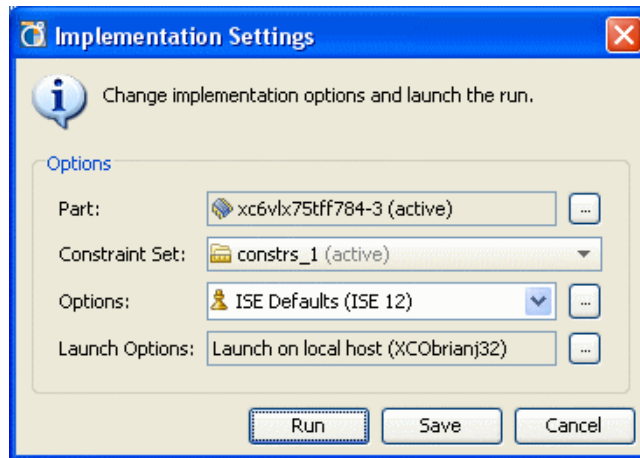 Implementation Settings
Change implementation options and launch the run.
Options
Part: xc6vlx75tff784-3 (active) ...
Constraint Set: constrs_1 (active)
Options: ISE Defaults (ISE 12) ...
Launch Options: Launch on local host (XCObrianj32) ...
Run Save Cancel